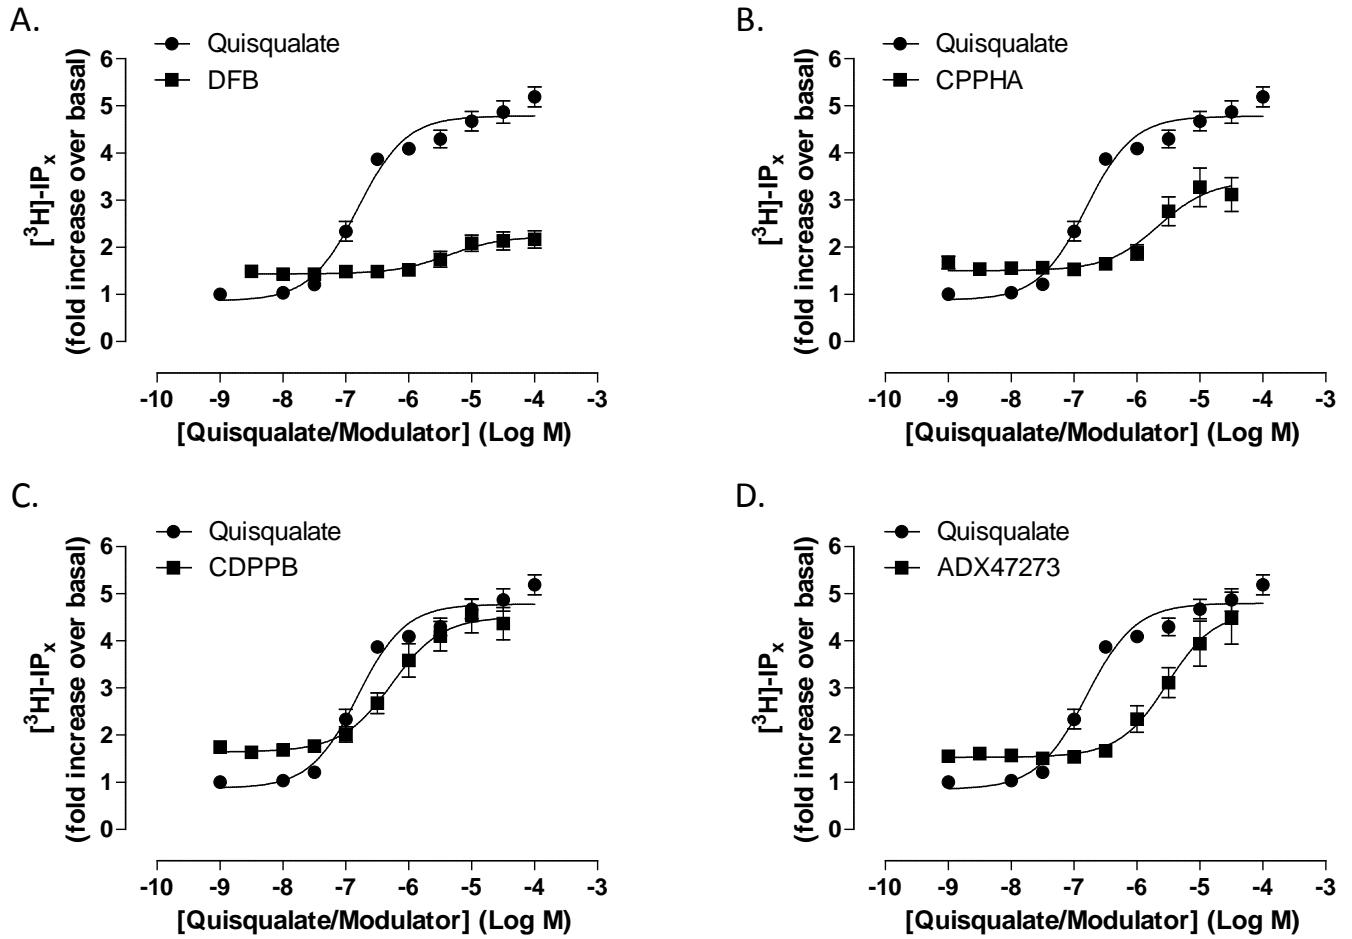 A.
Quisqualate
DFB
[³H]-IPₓ
(fold increase over basal)
6
5
4
3
2
1
0
-10 -9 -8 -7 -6 -5 -4 -3
[Quisqualate/Modulator] (Log M)
B.
Quisqualate
CPPHA
[³H]-IPₓ
(fold increase over basal)
6
5
4
3
2
1
0
-10 -9 -8 -7 -6 -5 -4 -3
[Quisqualate/Modulator] (Log M)
C.
Quisqualate
CDPPB
[³H]-IPₓ
(fold increase over basal)
6
5
4
3
2
1
0
-10 -9 -8 -7 -6 -5 -4 -3
[Quisqualate/Modulator] (Log M)
D.
Quisqualate
ADX47273
[³H]-IPₓ
(fold increase over basal)
6
5
4
3
2
1
0
-10 -9 -8 -7 -6 -5 -4 -3
[Quisqualate/Modulator] (Log M)